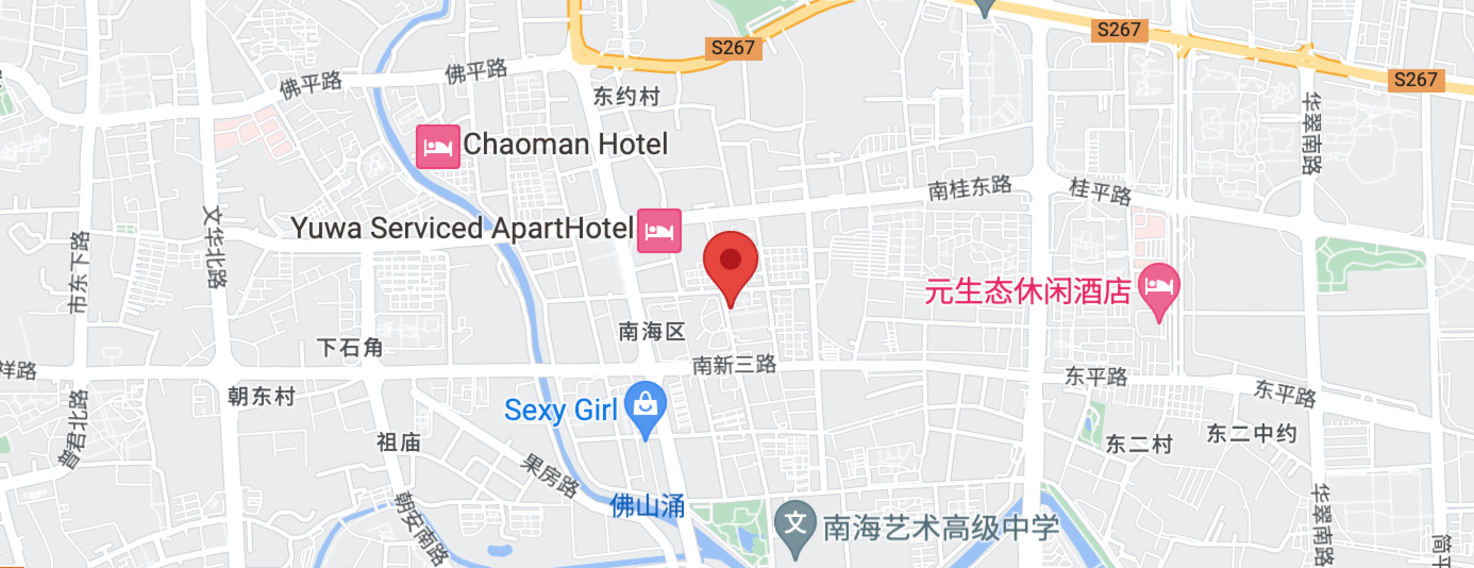 S267
S267
S267
佛平路
佛平路
东约村
华翠南路
Chaoman Hotel
南桂东路
桂平路
Yuwa Serviced ApartHotel
文华北路
市东下路
元生态休闲酒店
南海区
下石角
南新三路
祥路
东平路
东平路
朝东村
普君北路
Sexy Girl
祖庙
东二村
东二中约
果房路
佛山涌
朝安南路
南海艺术高级中学
华翠南路
简平